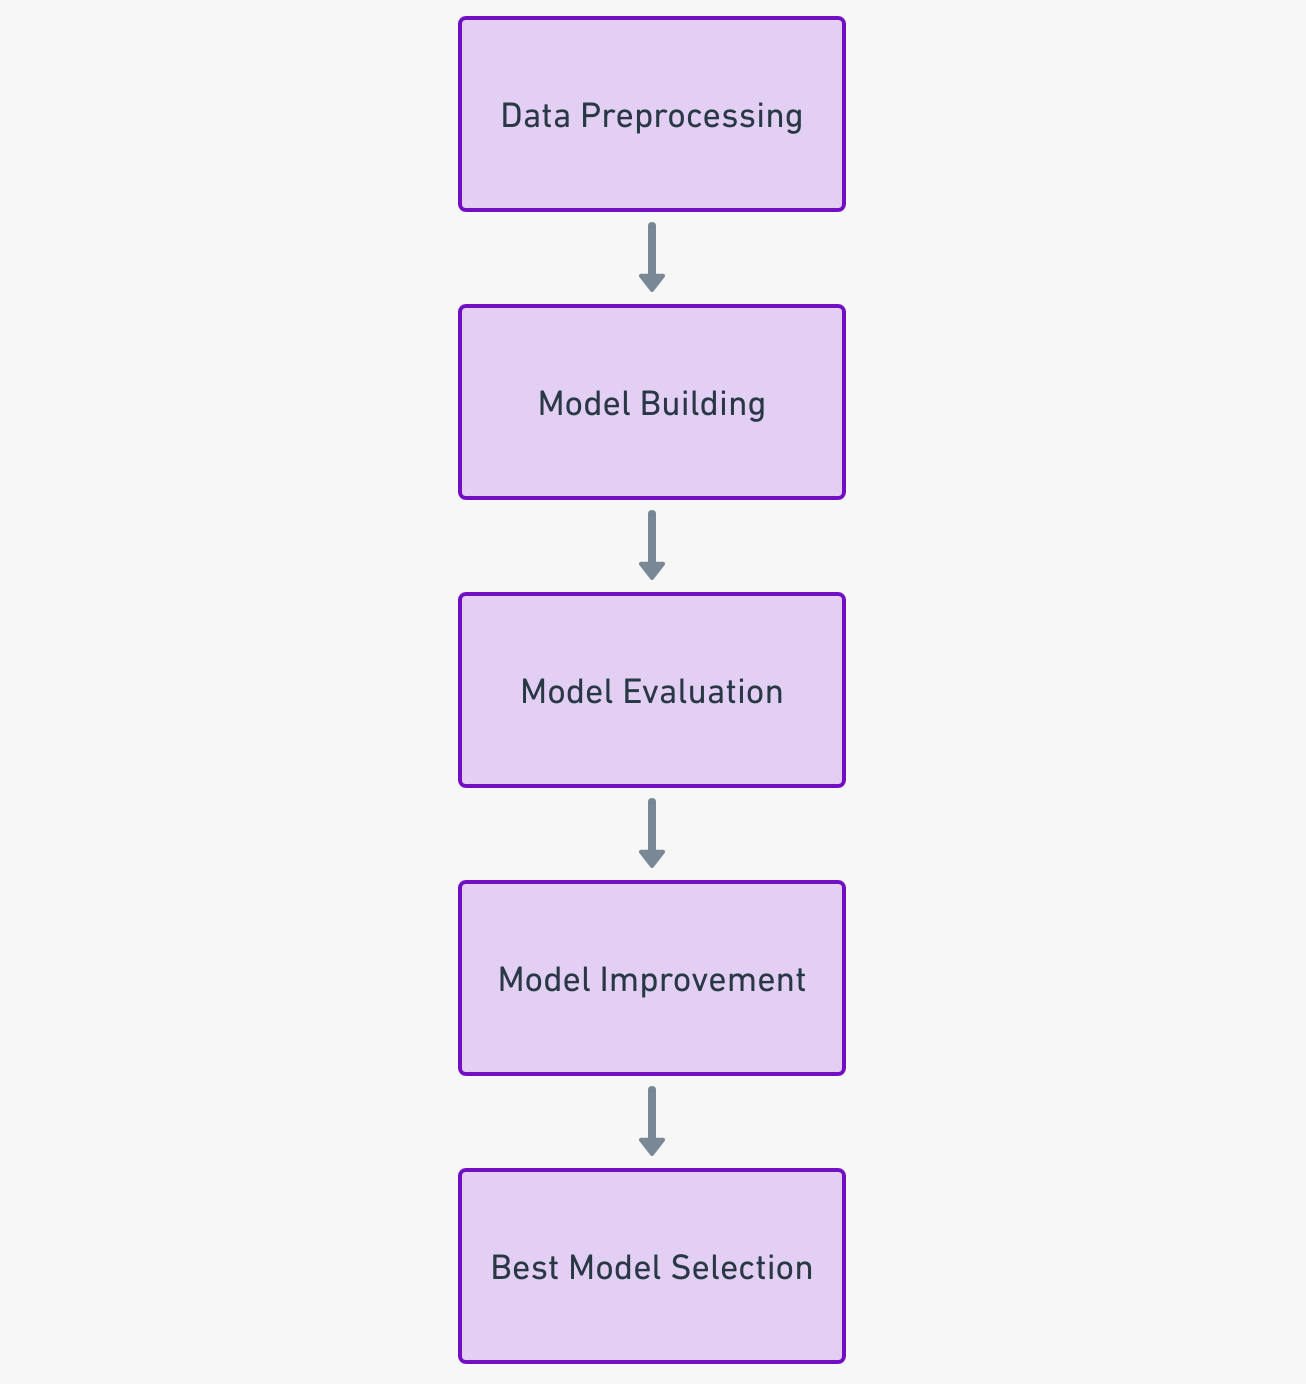 Data Preprocessing
Model Building
Model Evaluation
Model Improvement
Best Model Selection